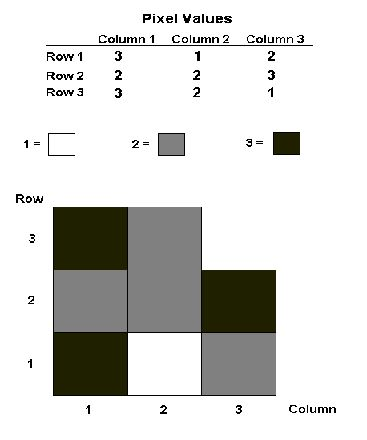 Pixel Values
Column 1 Column 2 Column 3
Row 1 3 1 2
Row 2 2 2 3
Row 3 3 2 1
1 = 2 = 3 =
Row
3
2
1
1 2 3 Column